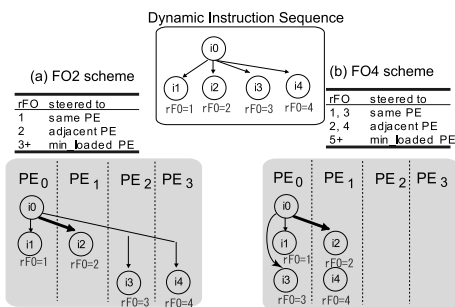 Dynamic Instruction Sequence
i0
i1 i2 i3 i4
rFO=1 rFO=2 rFO=3 rFO=4
(a) FO2 scheme
rFO steered to
1 same PE
2 adjacent PE
3+ min_loaded PE
(b) FO4 scheme
rFO steered to
1, 3 same PE
2, 4 adjacent PE
5+ min_loaded PE
PE0 PE1 PE2 PE3
i0
i1 i2
rFO=1 rFO=2
i3 i4
rFO=3 rFO=4
PE0 PE1 PE2 PE3
i0
i1 i2
rFO=1 rFO=2
i3 i4
rFO=3 rFO=4